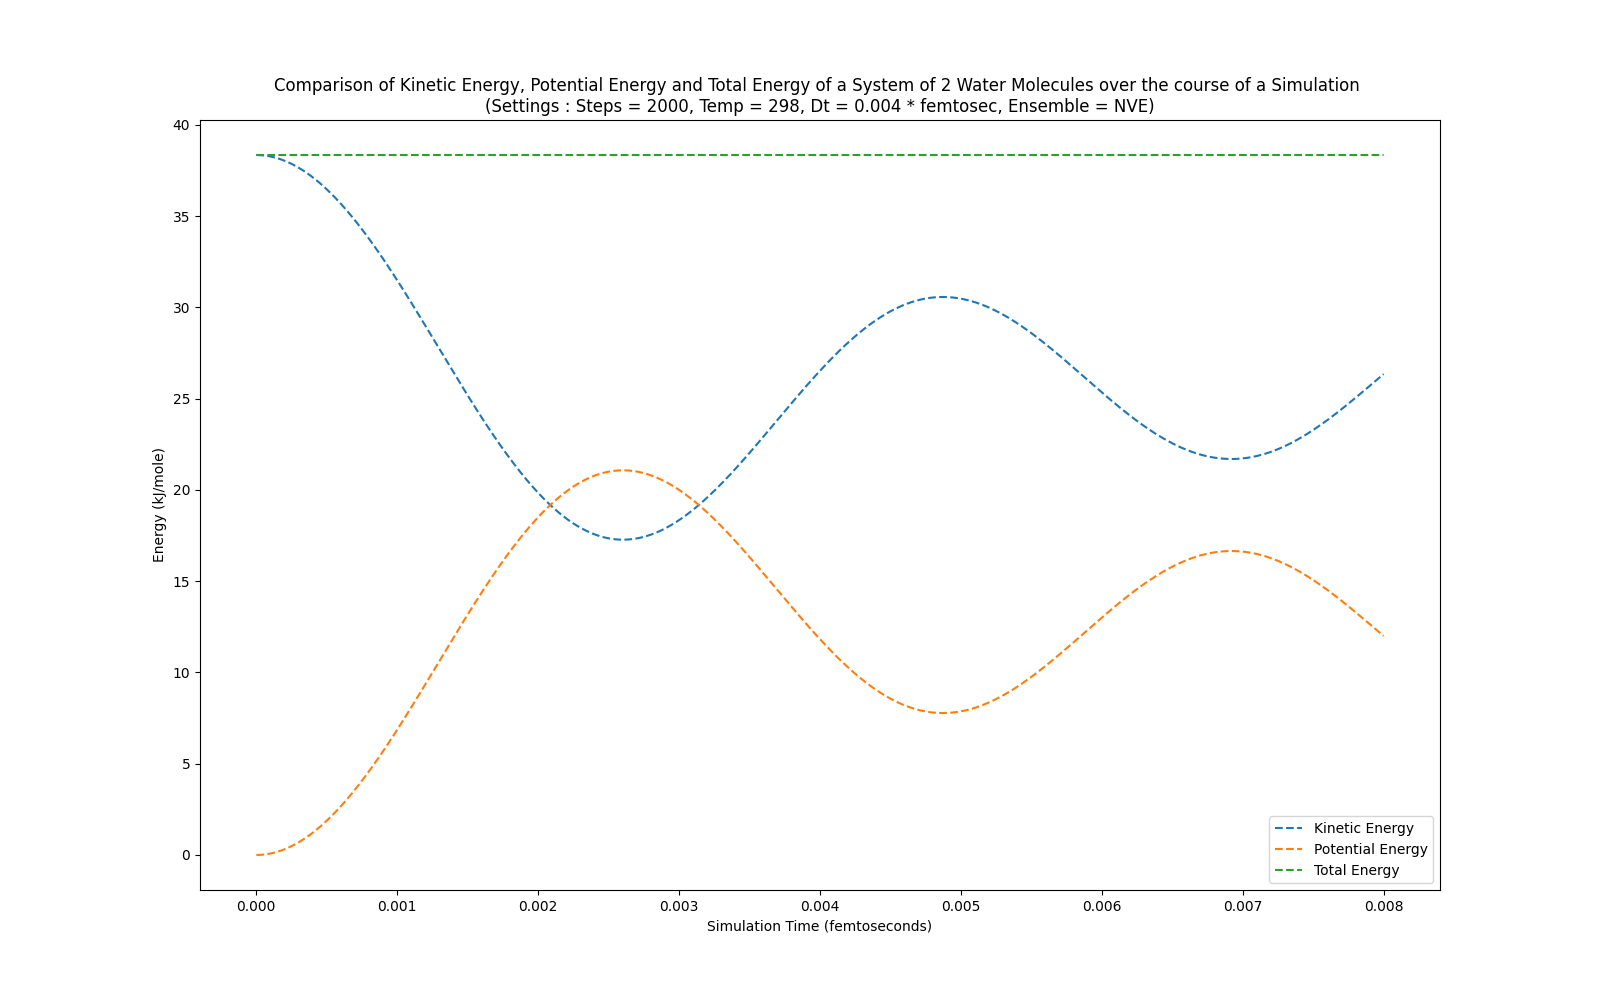 Comparison of Kinetic Energy, Potential Energy and Total Energy of a System of 2 Water Molecules over the course of a Simulation
(Settings : Steps = 2000, Temp = 298, Dt = 0.004 * femtosec, Ensemble = NVE)
40
35
30
25
20
15
10
5
0
Energy (kJ/mole)
Kinetic Energy
Potential Energy
Total Energy
0.000 0.001 0.002 0.003 0.004 0.005 0.006 0.007 0.008
Simulation Time (femtoseconds)